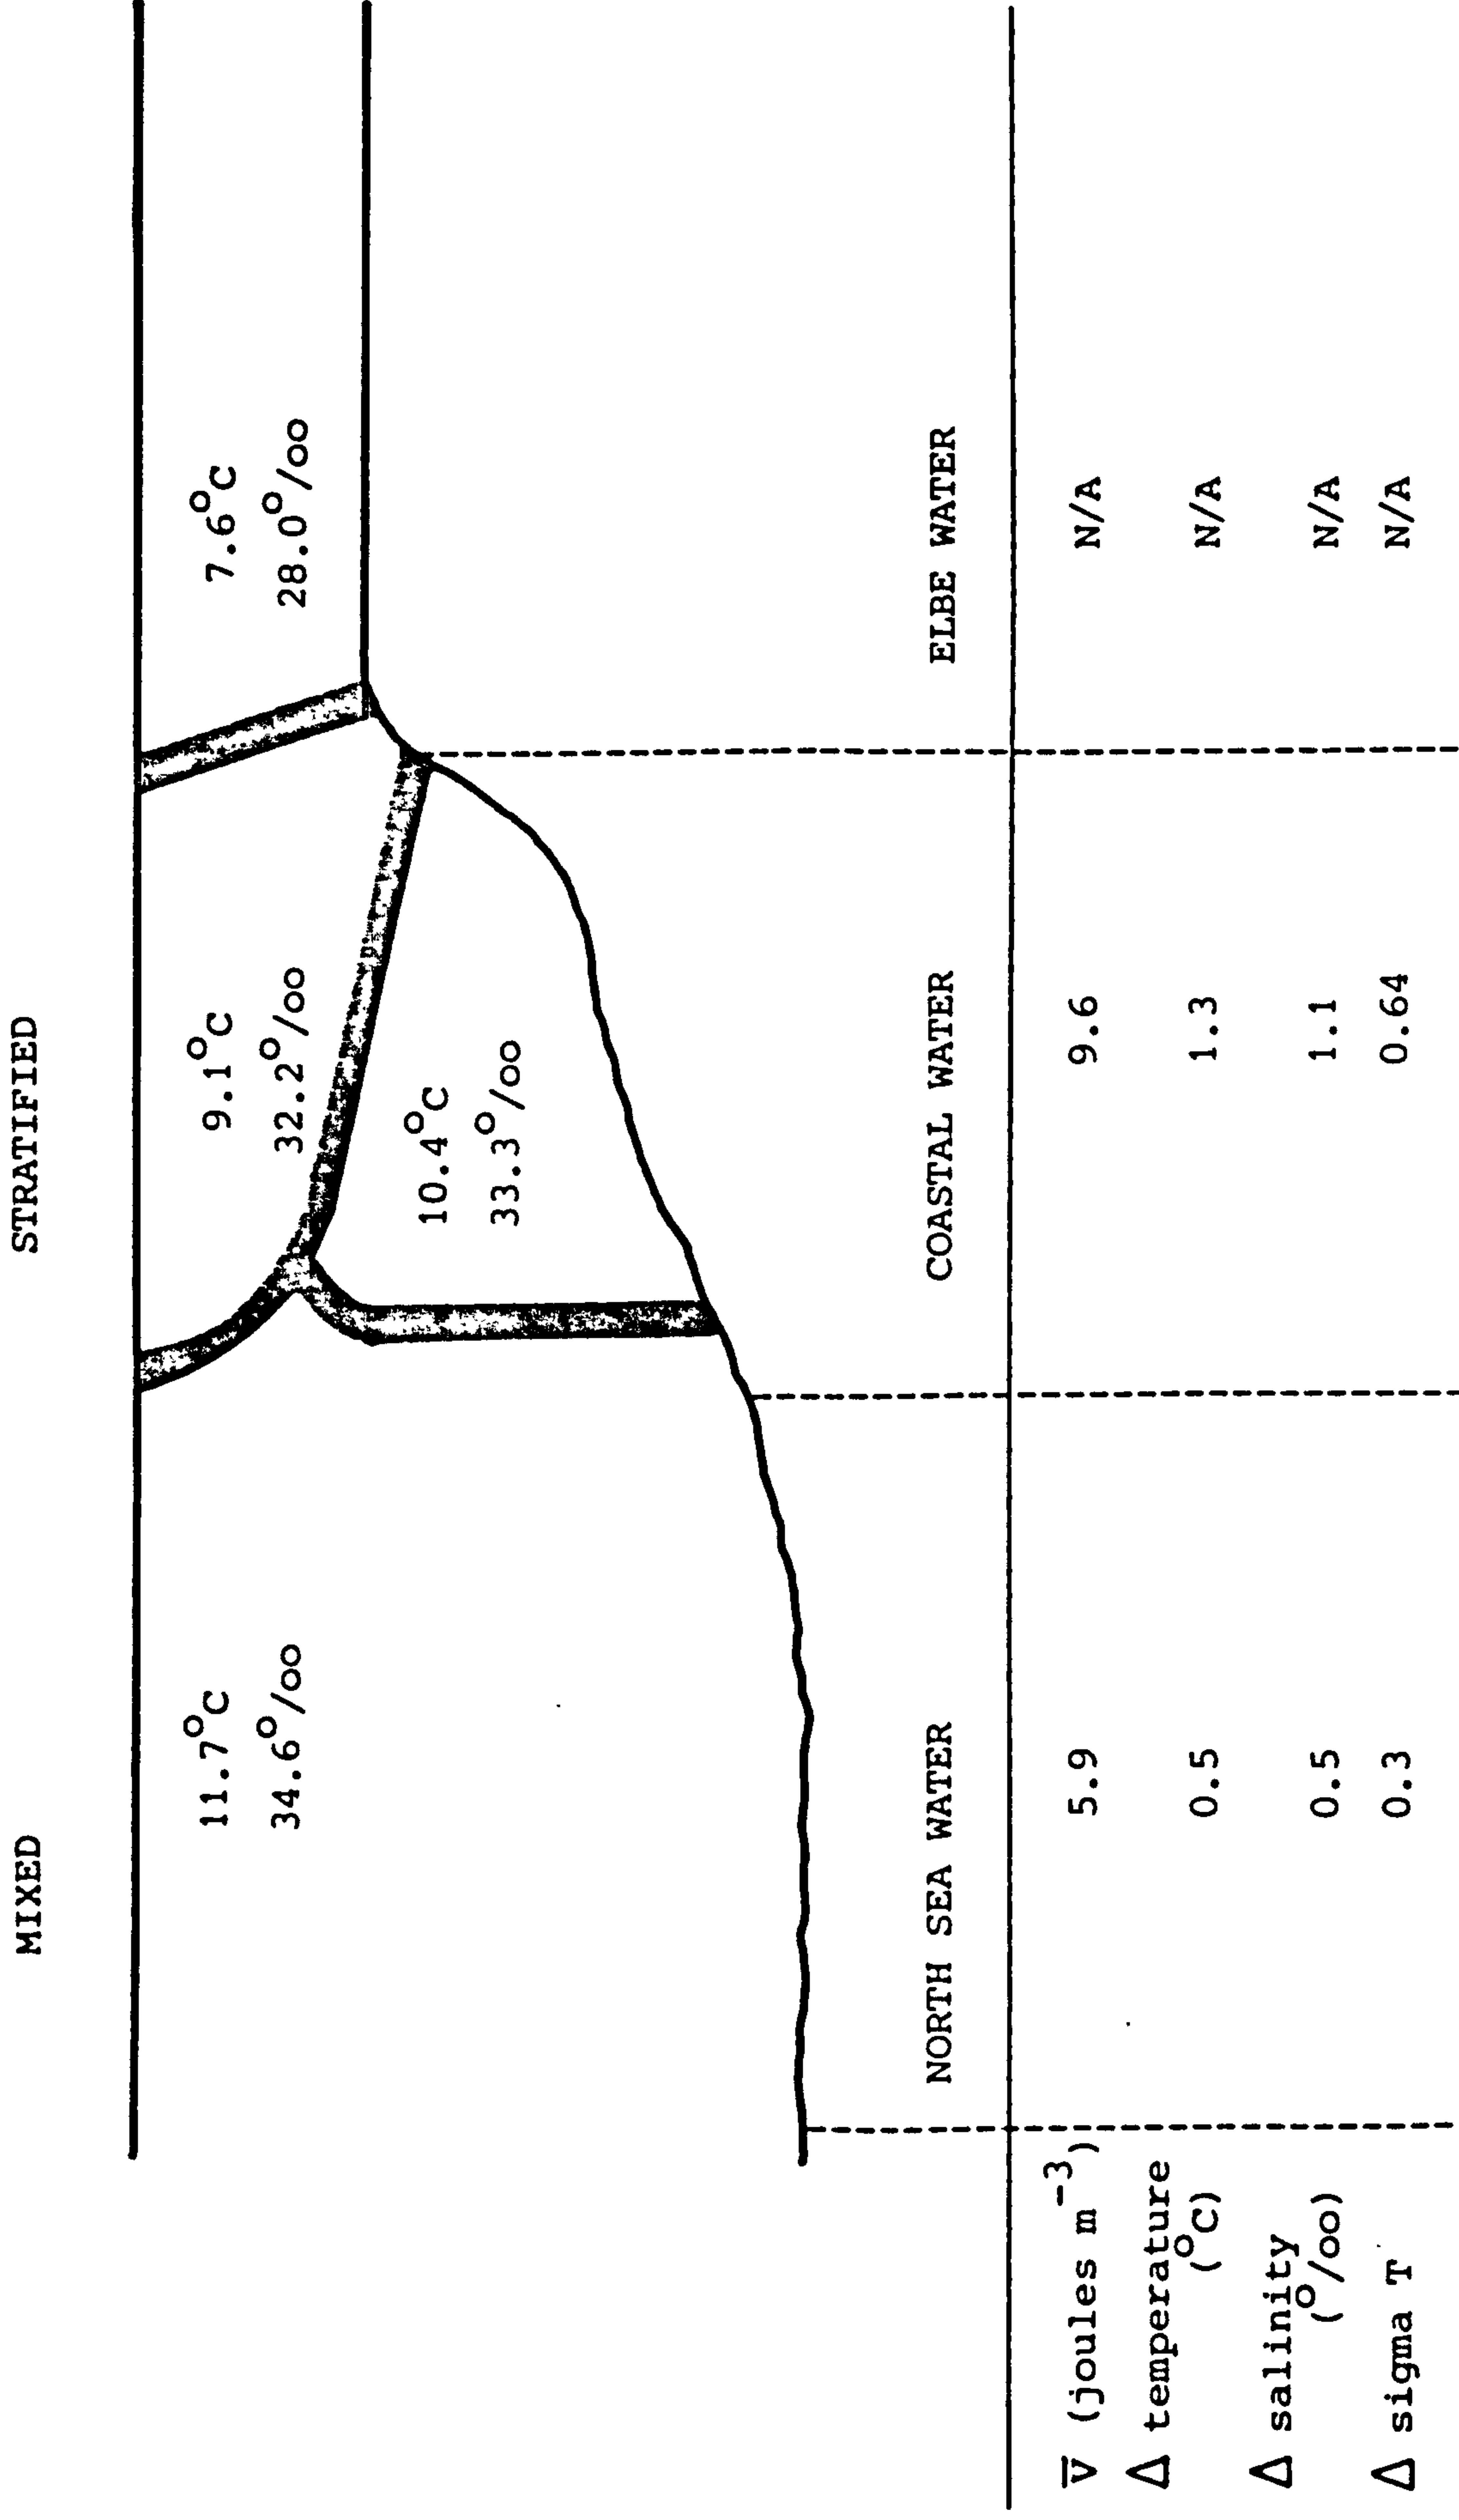 MIXED STRATIFIED
11.7°C 9.1°C 7.6°C
34.6°/oo 32.2°/oo 28.0°/oo
10.4°C
33.3°/oo
NORTH SEA WATER COASTAL WATER ELBE WATER
V̅ (joules m⁻³) 5.9 9.6 N/A
Δ temperature
(°C) 0.5 1.3 N/A
Δ salinity
(°/oo) 0.5 1.1 N/A
Δ sigma T 0.3 0.64 N/A